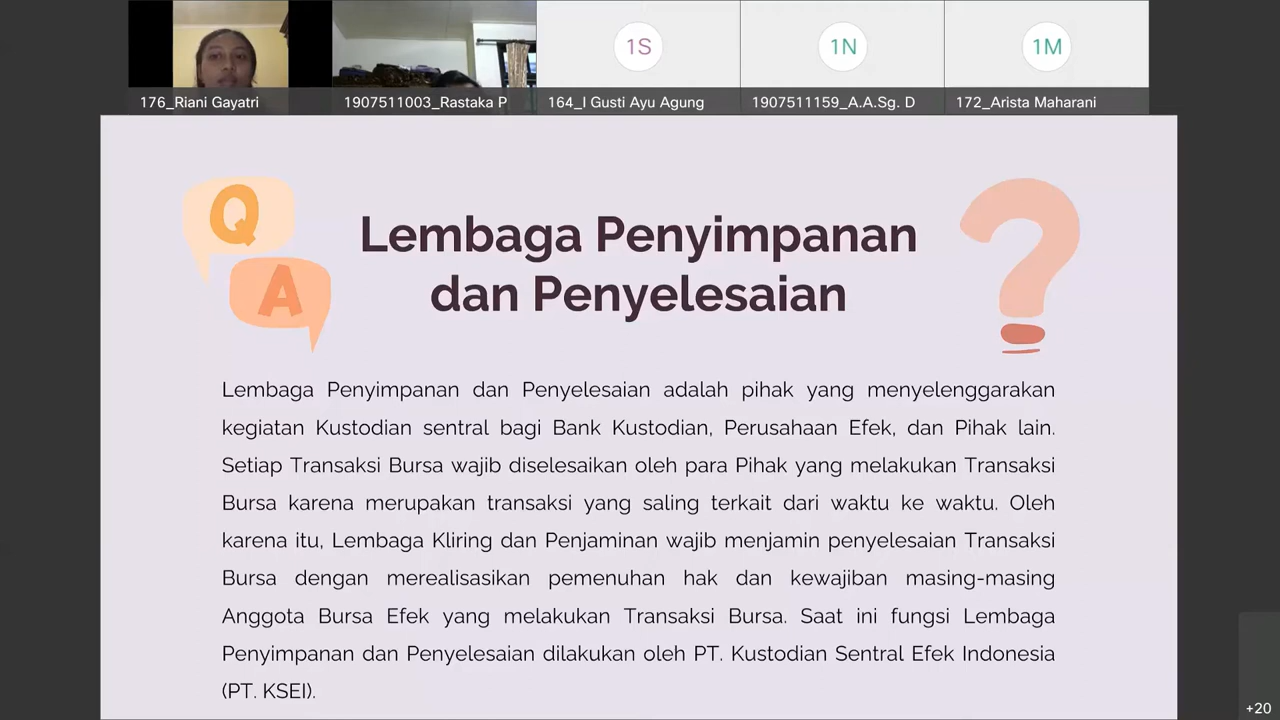 1S
1N
1M
176_Riani Gayatri
1907511003_Rastaka P
164_I Gusti Ayu Agung
1907511159_A.A.Sg. D
172_Arista Maharani
Q
A
?
Lembaga Penyimpanan
dan Penyelesaian
Lembaga Penyimpanan dan Penyelesaian adalah pihak yang menyelenggarakan
kegiatan Kustodian sentral bagi Bank Kustodian, Perusahaan Efek, dan Pihak lain.
Setiap Transaksi Bursa wajib diselesaikan oleh para Pihak yang melakukan Transaksi
Bursa karena merupakan transaksi yang saling terkait dari waktu ke waktu. Oleh
karena itu, Lembaga Kliring dan Penjaminan wajib menjamin penyelesaian Transaksi
Bursa dengan merealisasikan pemenuhan hak dan kewajiban masing-masing
Anggota Bursa Efek yang melakukan Transaksi Bursa. Saat ini fungsi Lembaga
Penyimpanan dan Penyelesaian dilakukan oleh PT. Kustodian Sentral Efek Indonesia
(PT. KSEI).
+20